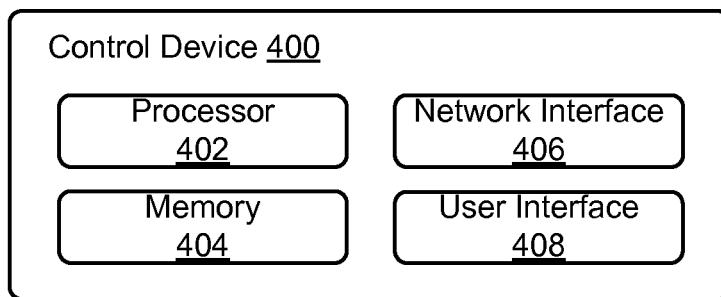 Control Device 400
Processor
402
Network Interface
406
Memory
404
User Interface
408